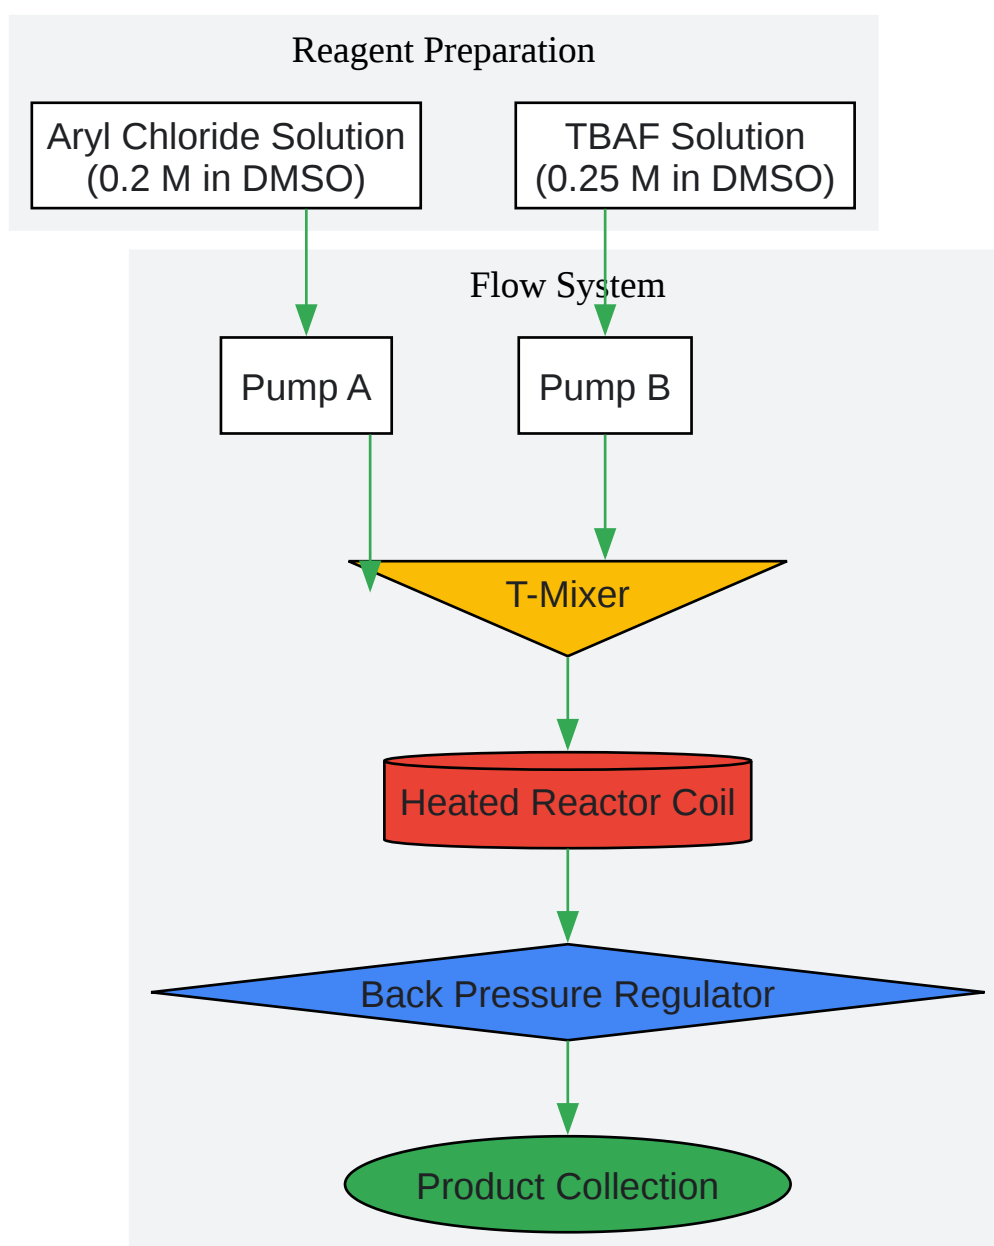 Reagent Preparation
Aryl Chloride Solution
(0.2 M in DMSO)
TBAF Solution
(0.25 M in DMSO)
Flow System
Pump A
Pump B
T-Mixer
Heated Reactor Coil
Back Pressure Regulator
Product Collection